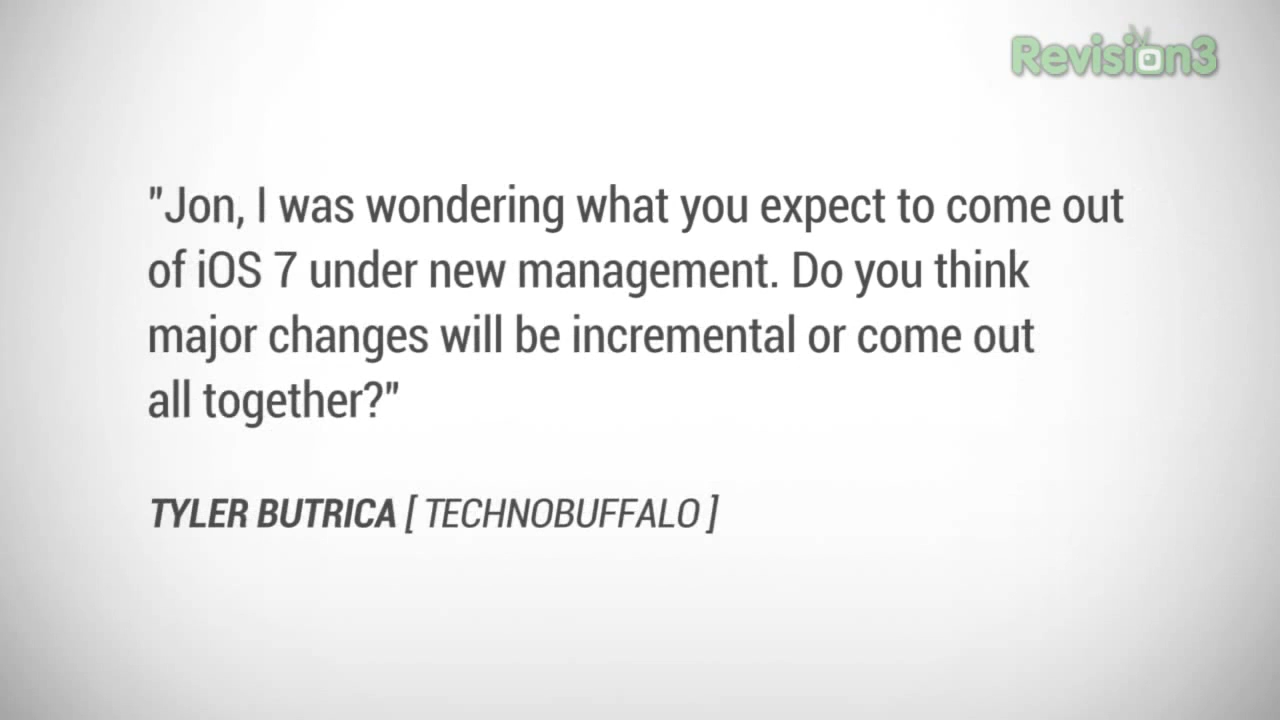 Revision3
"Jon, I was wondering what you expect to come out
of iOS 7 under new management. Do you think
major changes will be incremental or come out
all together?"
TYLER BUTRICA [ TECHNOBUFFALO ]